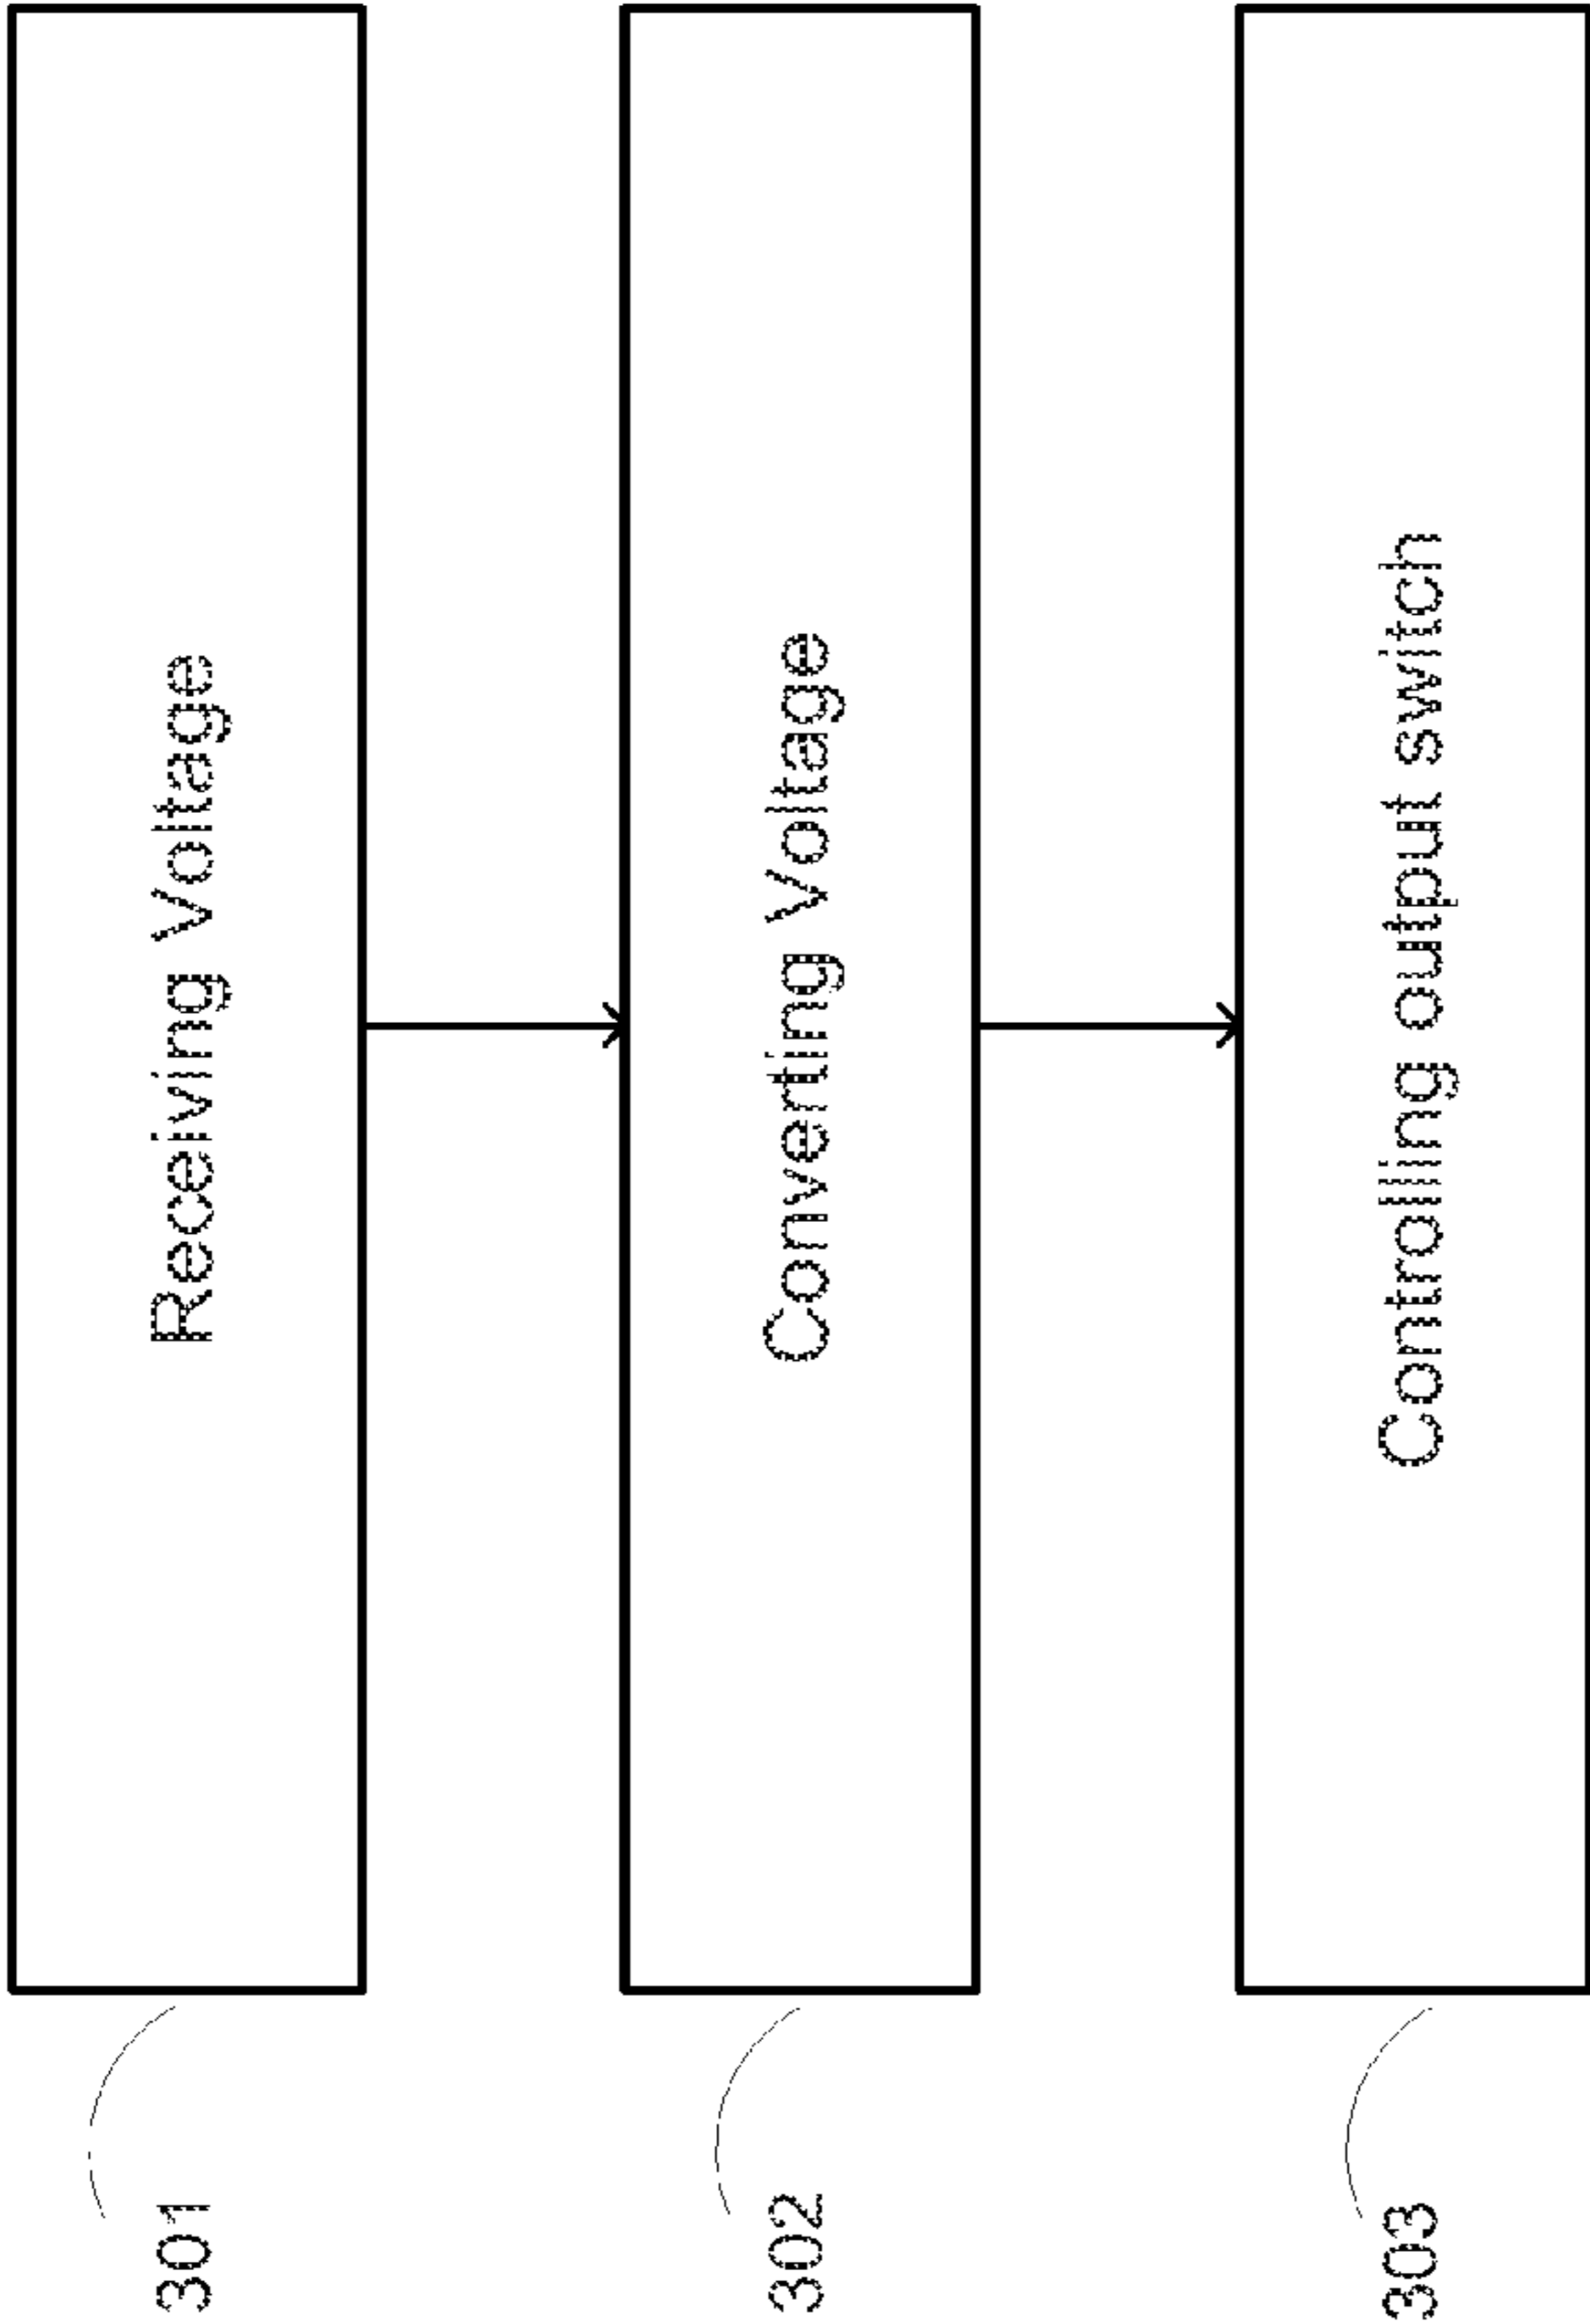 301
Receiving Voltage
302
Converting Voltage
303
Controlling output switch